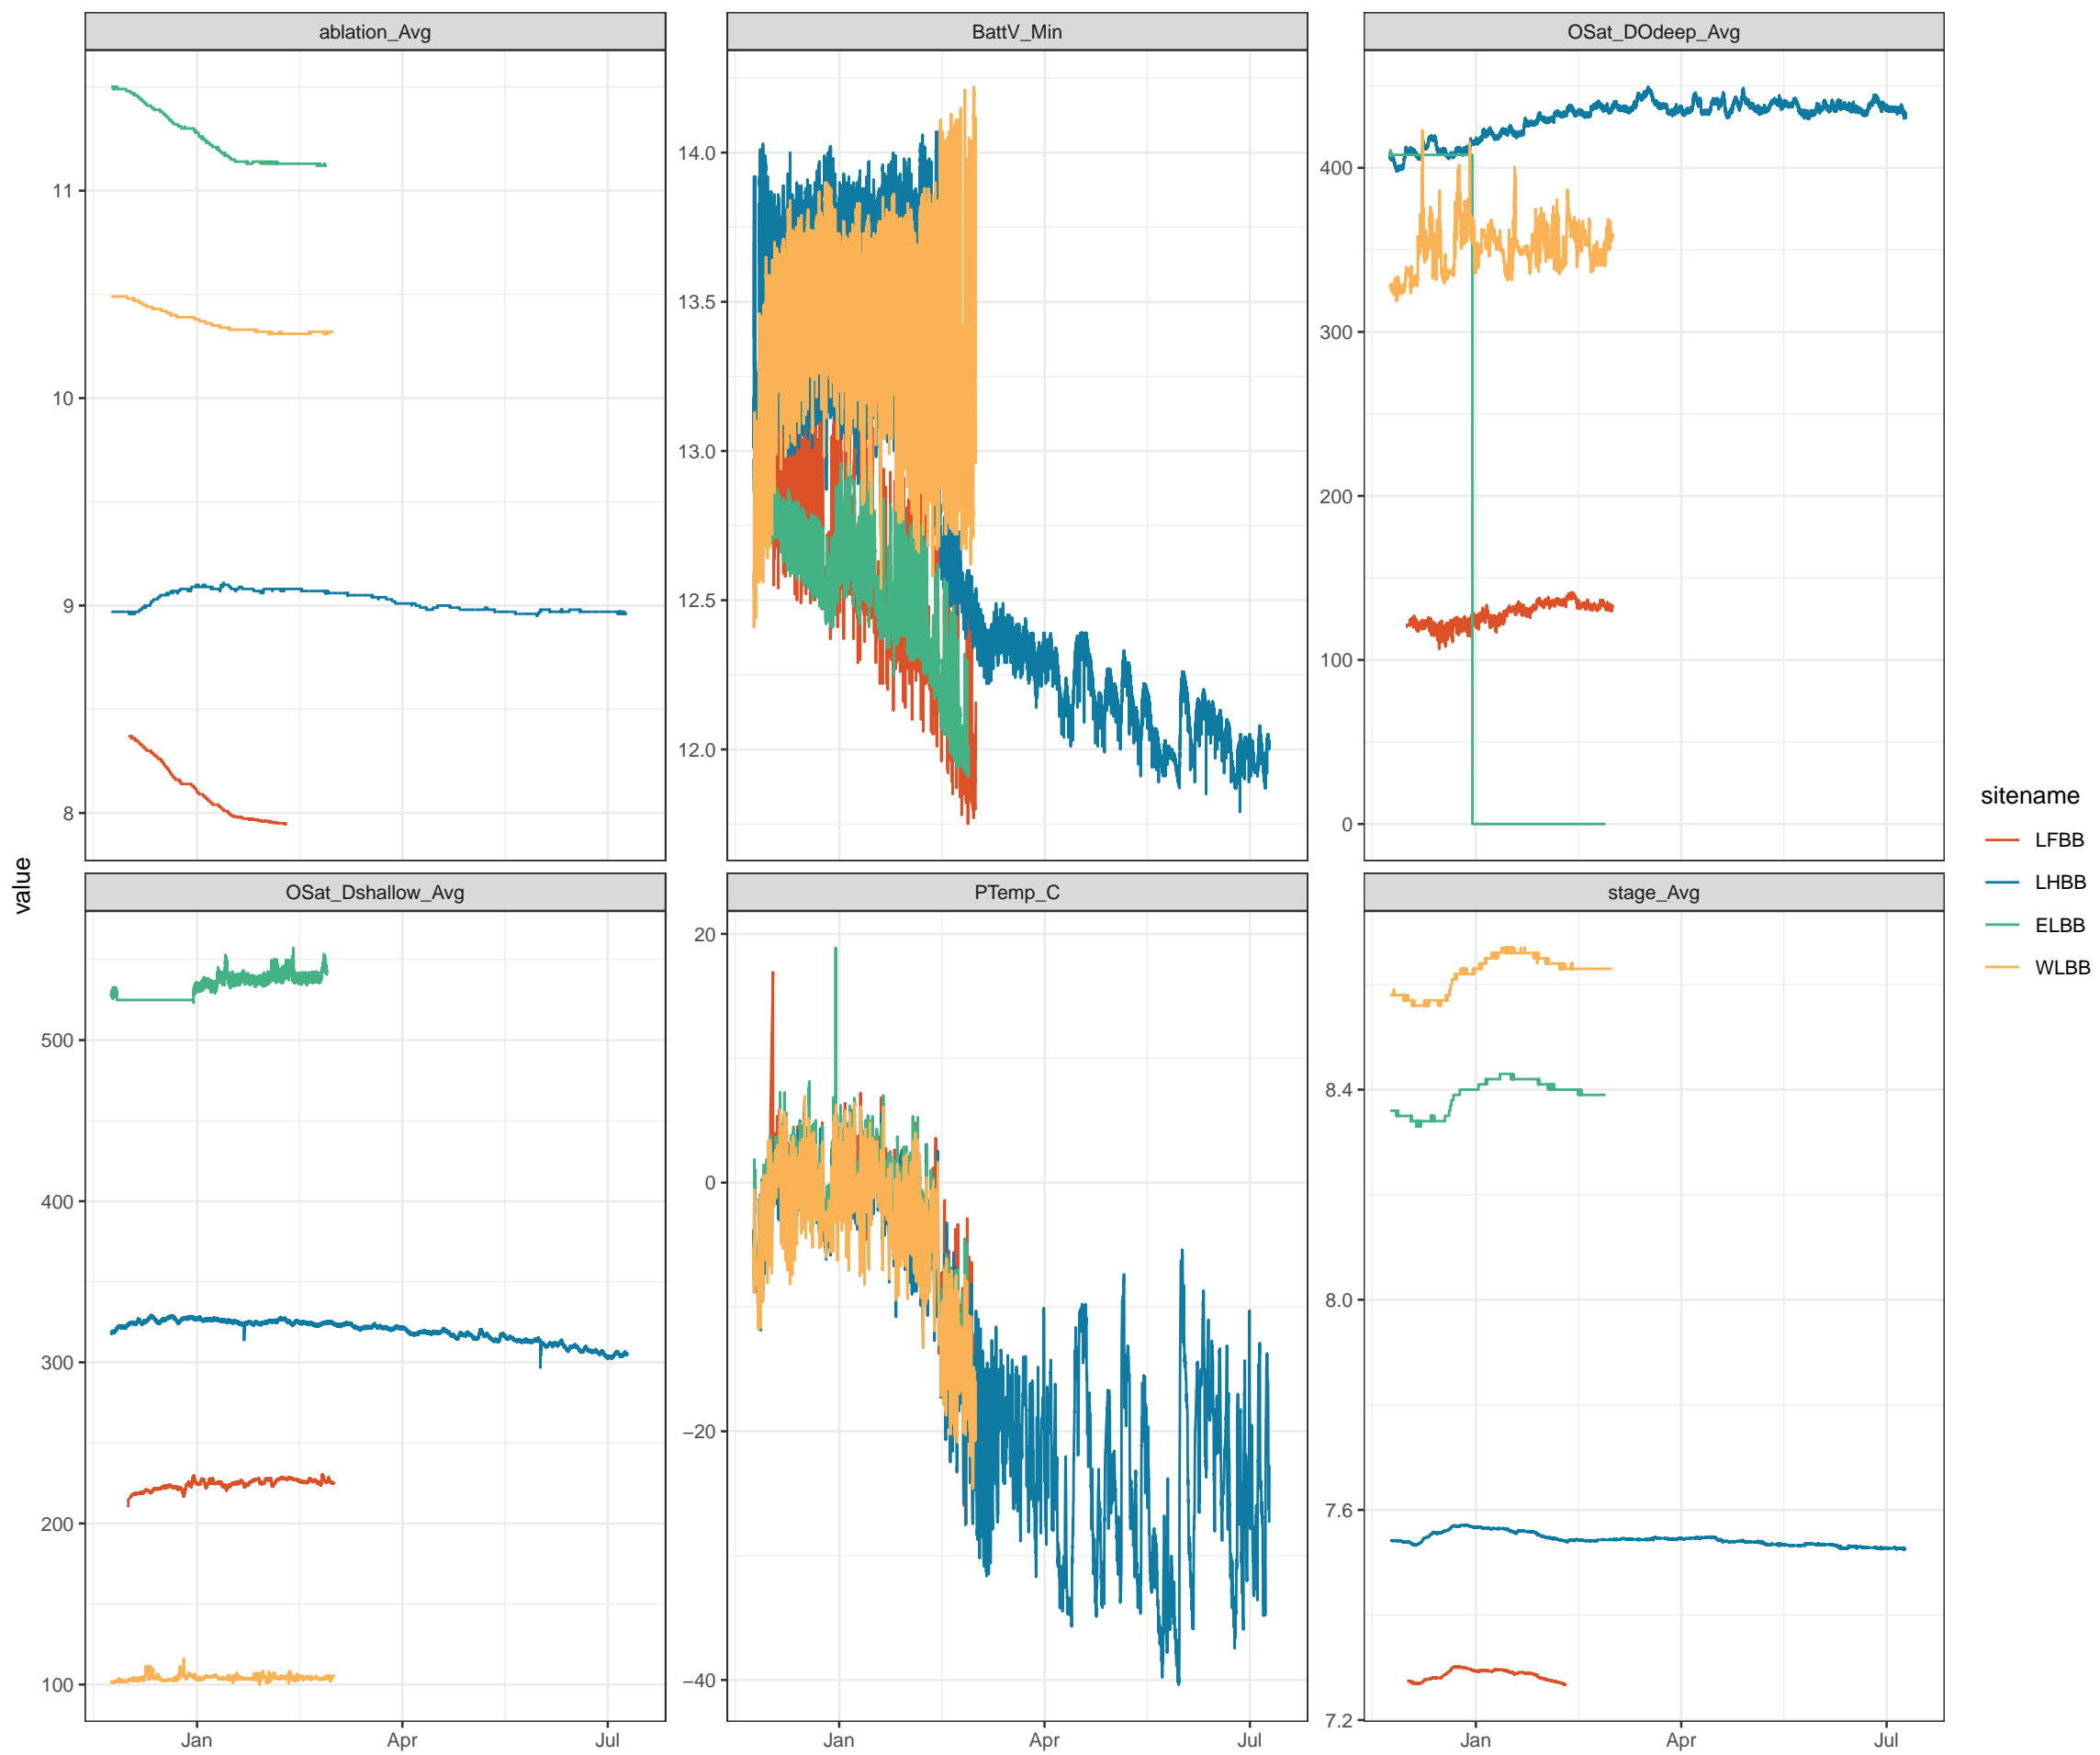 ablation_Avg
BattV_Min
OSat_DOdeep_Avg
11
10
9
8
14.0
13.5
13.0
12.5
12.0
400
300
200
100
0
value
OSat_Dshallow_Avg
PTemp_C
stage_Avg
500
400
300
200
100
20
0
−20
−40
8.4
8.0
7.6
7.2
Jan Apr Jul
Jan Apr Jul
Jan Apr Jul
sitename
LFBB
LHBB
ELBB
WLBB